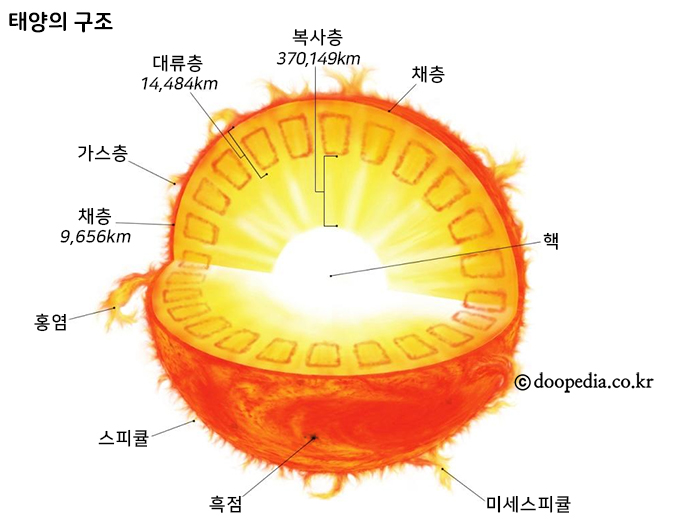 태양의 구조
복사층
370,149km
대류층
14,484km
채층
가스층
채층
9,656km
핵
홍염
ⓒdoopedia.co.kr
스피큘
흑점
미세스피큘